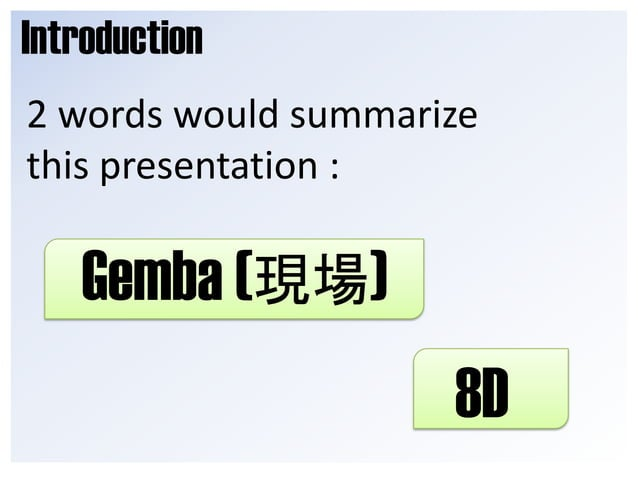 Introduction
2 words would summarize
this presentation :
Gemba (現場)
8D